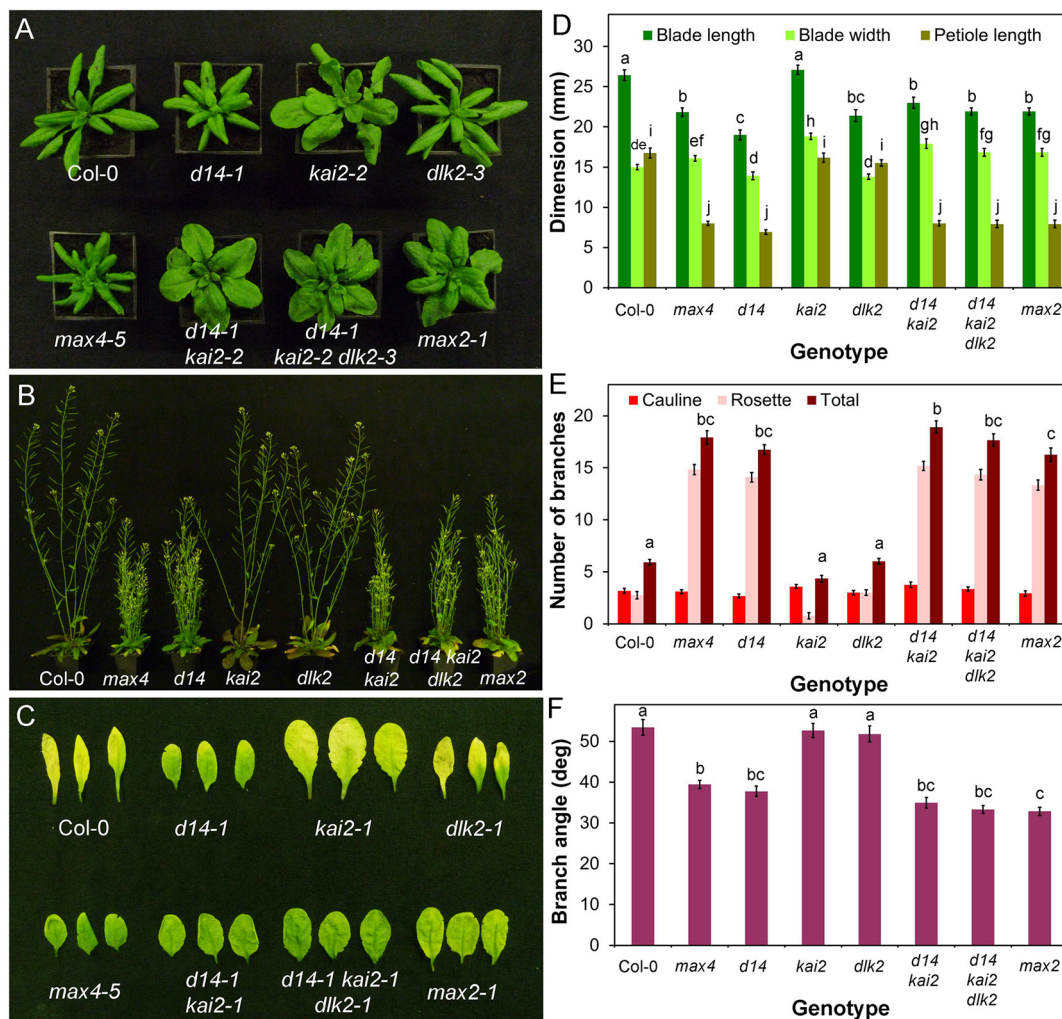 A
Col-0 d14-1 kai2-2 dlk2-3
max4-5 d14-1 d14-1 max2-1
kai2-2 kai2-2 dlk2-3
B
Col-0 max4 d14 kai2 dlk2 d14 kai2 d14 kai2 dlk2 max2
C
Col-0 d14-1 kai2-1 dlk2-1
max4-5 d14-1 d14-1 kai2-1 max2-1
kai2-1 dlk2-1
D
Blade length Blade width Petiole length
Dimension (mm)
35
30
25
20
15
10
5
0
a de i b ef j c d j a h i bc d i b gh j b fg j b fg j
Col-0 max4 d14 kai2 dlk2 d14 d14 max2
kai2 kai2
dlk2
Genotype
E
Cauline Rosette Total
Number of branches
20
15
10
5
0
a bc bc a a b bc c
Col-0 max4 d14 kai2 dlk2 d14 d14 max2
kai2 kai2
dlk2
Genotype
F
Branch angle (deg)
50
40
30
20
10
0
a b bc a a bc bc c
Col-0 max4 d14 kai2 dlk2 d14 d14 max2
kai2 kai2
dlk2
Genotype